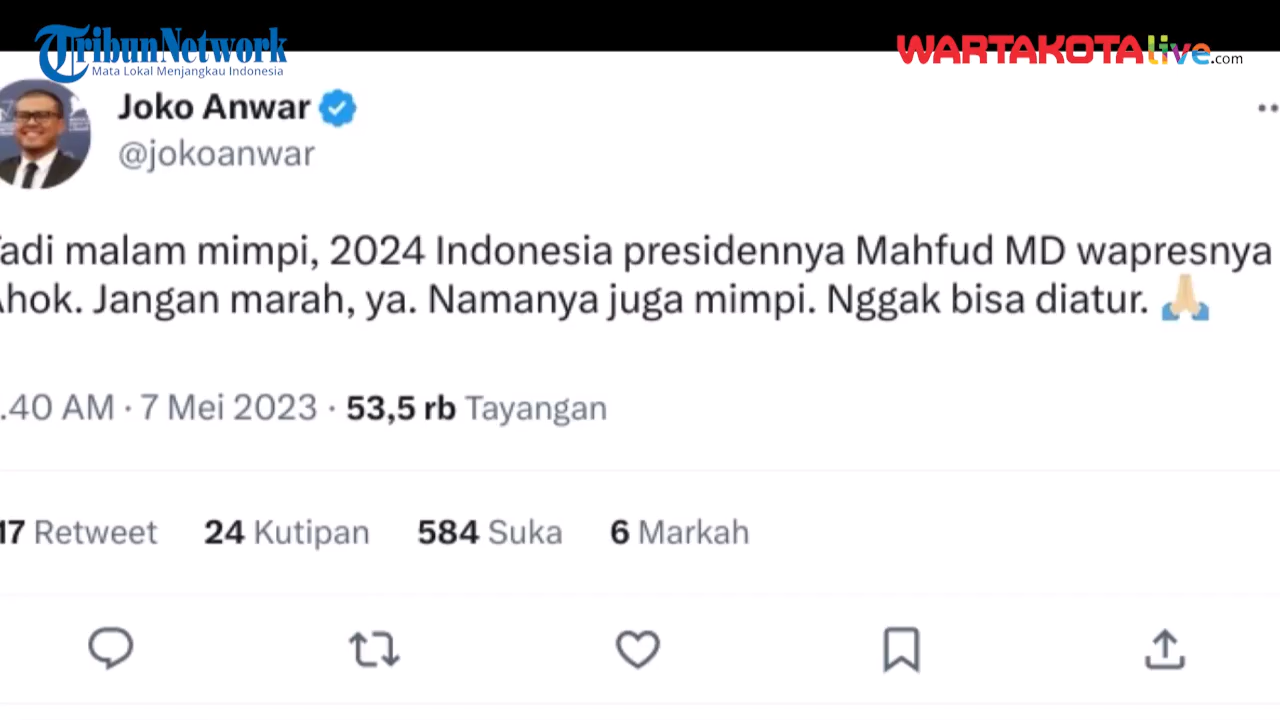 TribunNetwork
Mata Lokal Menjangkau Indonesia
WARTAKOTAlive.com
Joko Anwar
@jokoanwar
adi malam mimpi, 2024 Indonesia presidennya Mahfud MD wapresnya
hok. Jangan marah, ya. Namanya juga mimpi. Nggak bisa diatur. 🙏🏼
.40 AM · 7 Mei 2023 · 53,5 rb Tayangan
17 Retweet 24 Kutipan 584 Suka 6 Markah